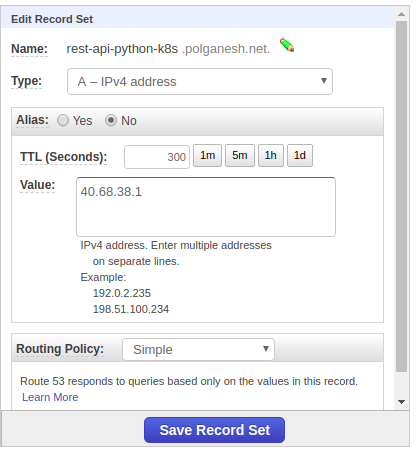 Edit Record Set
Name: rest-api-python-k8s .polganesh.net.
Type: A – IPv4 address
Alias: Yes No
TTL (Seconds): 300 1m 5m 1h 1d
Value: 40.68.38.1
IPv4 address. Enter multiple addresses
on separate lines.
Example:
192.0.2.235
198.51.100.234
Routing Policy: Simple
Route 53 responds to queries based only on the values in this record.
Learn More
Save Record Set